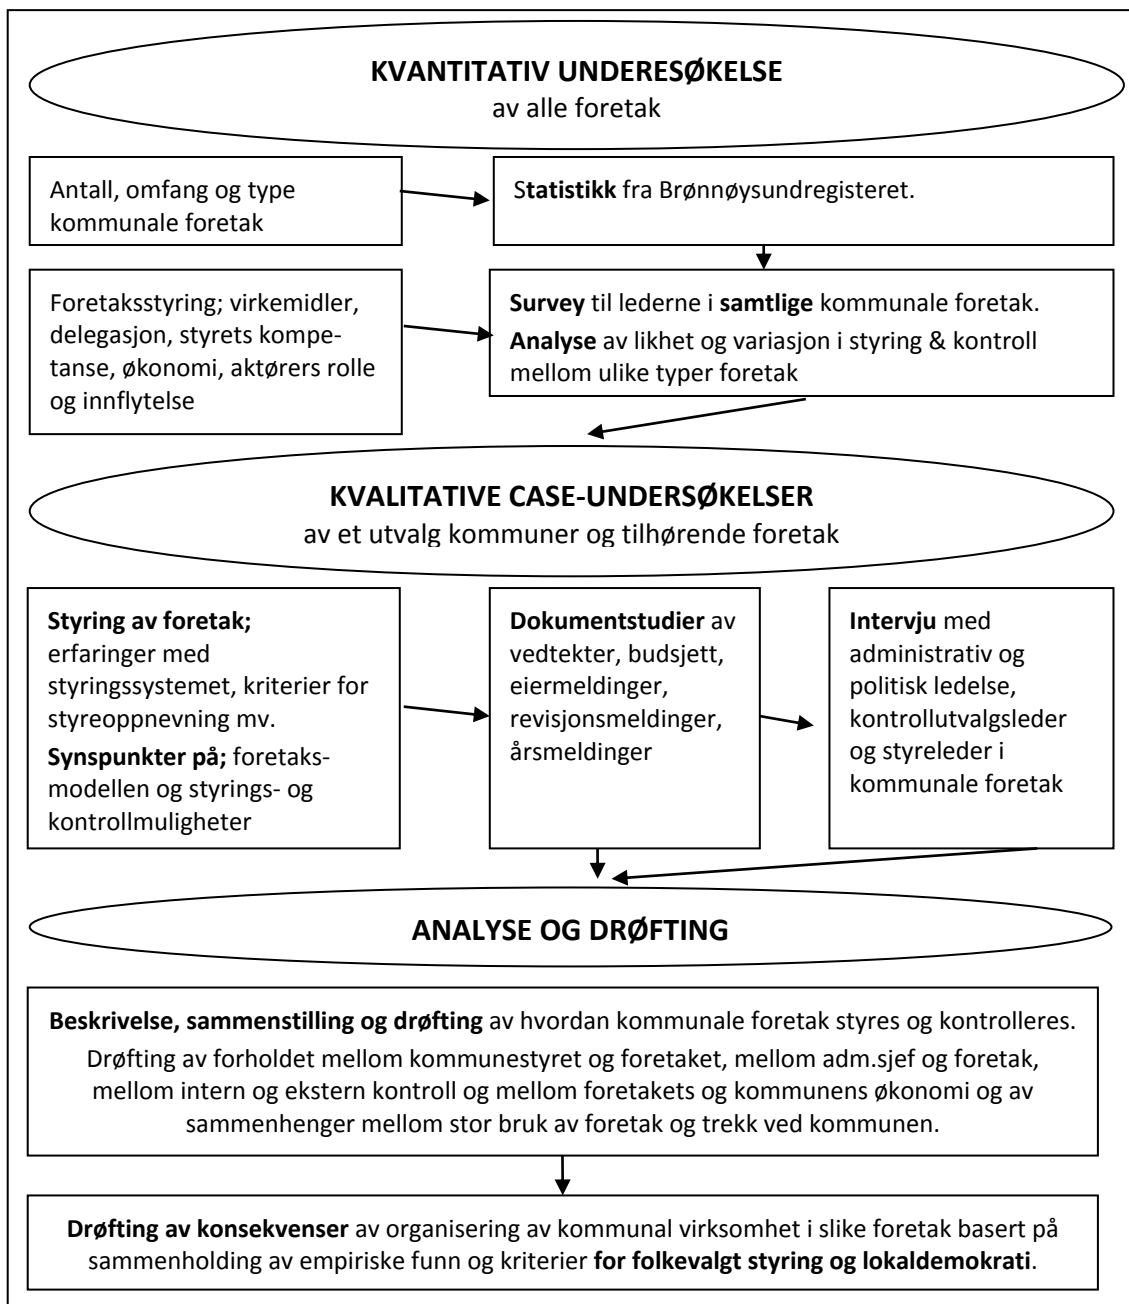 KVANTITATIV UNDERESØKELSE
av alle foretak
Antall, omfang og type
kommunale foretak
Statistikk fra Brønnøysundregisteret.
Foretaksstyring; virkemidler,
delegasjon, styrets kompe-
tanse, økonomi, aktørers rolle
og innflytelse
Survey til lederne i samtlige kommunale foretak.
Analyse av likhet og variasjon i styring & kontroll
mellom ulike typer foretak
KVALITATIVE CASE-UNDERSØKELSER
av et utvalg kommuner og tilhørende foretak
Styring av foretak;
erfaringer med
styringssystemet, kriterier for
styreoppnevning mv.
Synspunkter på; foretaks-
modellen og styrings- og
kontrollmuligheter
Dokumentstudier av
vedtekter, budsjett,
eiermeldinger,
revisjonsmeldinger,
årsmeldinger
Intervju med
administrativ og
politisk ledelse,
kontrollutvalgsleder
og styreleder i
kommunale foretak
ANALYSE OG DRØFTING
Beskrivelse, sammenstilling og drøfting av hvordan kommunale foretak styres og kontrolleres.
Drøfting av forholdet mellom kommunestyret og foretaket, mellom adm.sjef og foretak,
mellom intern og ekstern kontroll og mellom foretakets og kommunens økonomi og av
sammenhenger mellom stor bruk av foretak og trekk ved kommunen.
Drøfting av konsekvenser av organisering av kommunal virksomhet i slike foretak basert på
sammenholding av empiriske funn og kriterier for folkevalgt styring og lokaldemokrati.